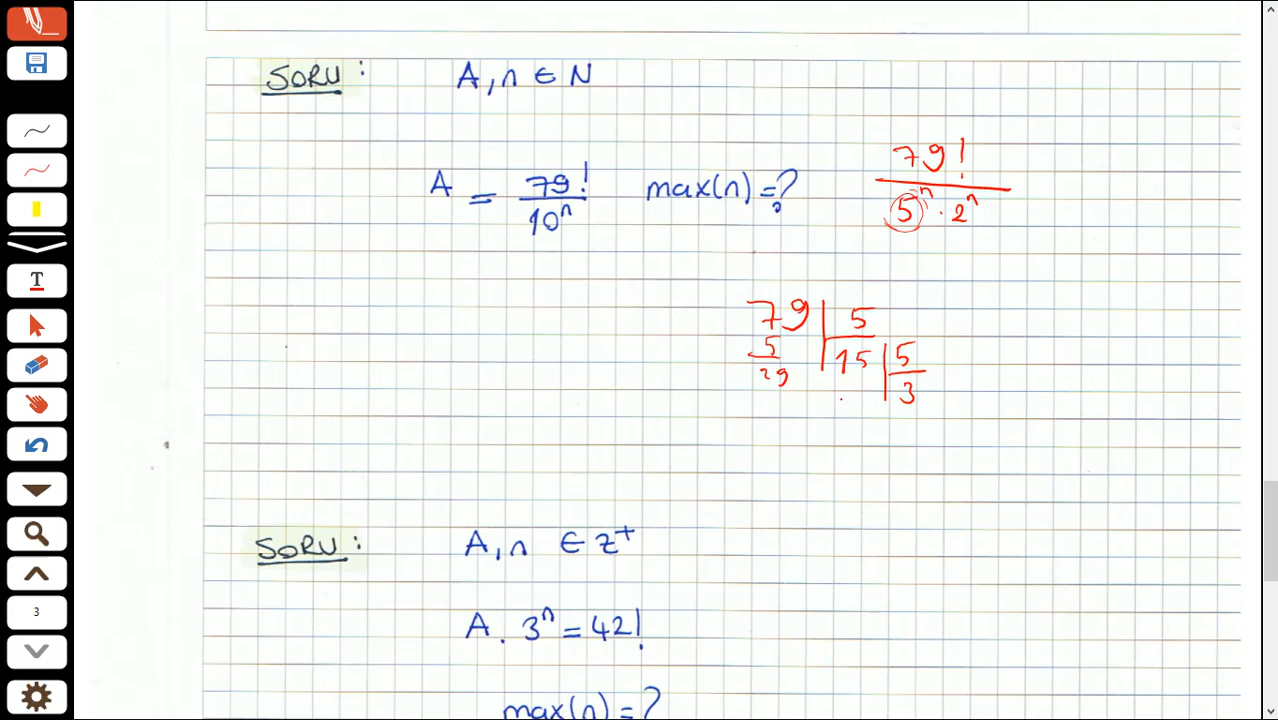 SORU :
A, n ∈ N
A = 79! / 10ⁿ
max(n) = ?
79! / 5ⁿ · 2ⁿ
79 | 5
5
29
15 | 5
3
SORU :
A, n ∈ Z⁺
A . 3ⁿ = 42!
max(n) = ?
T
3